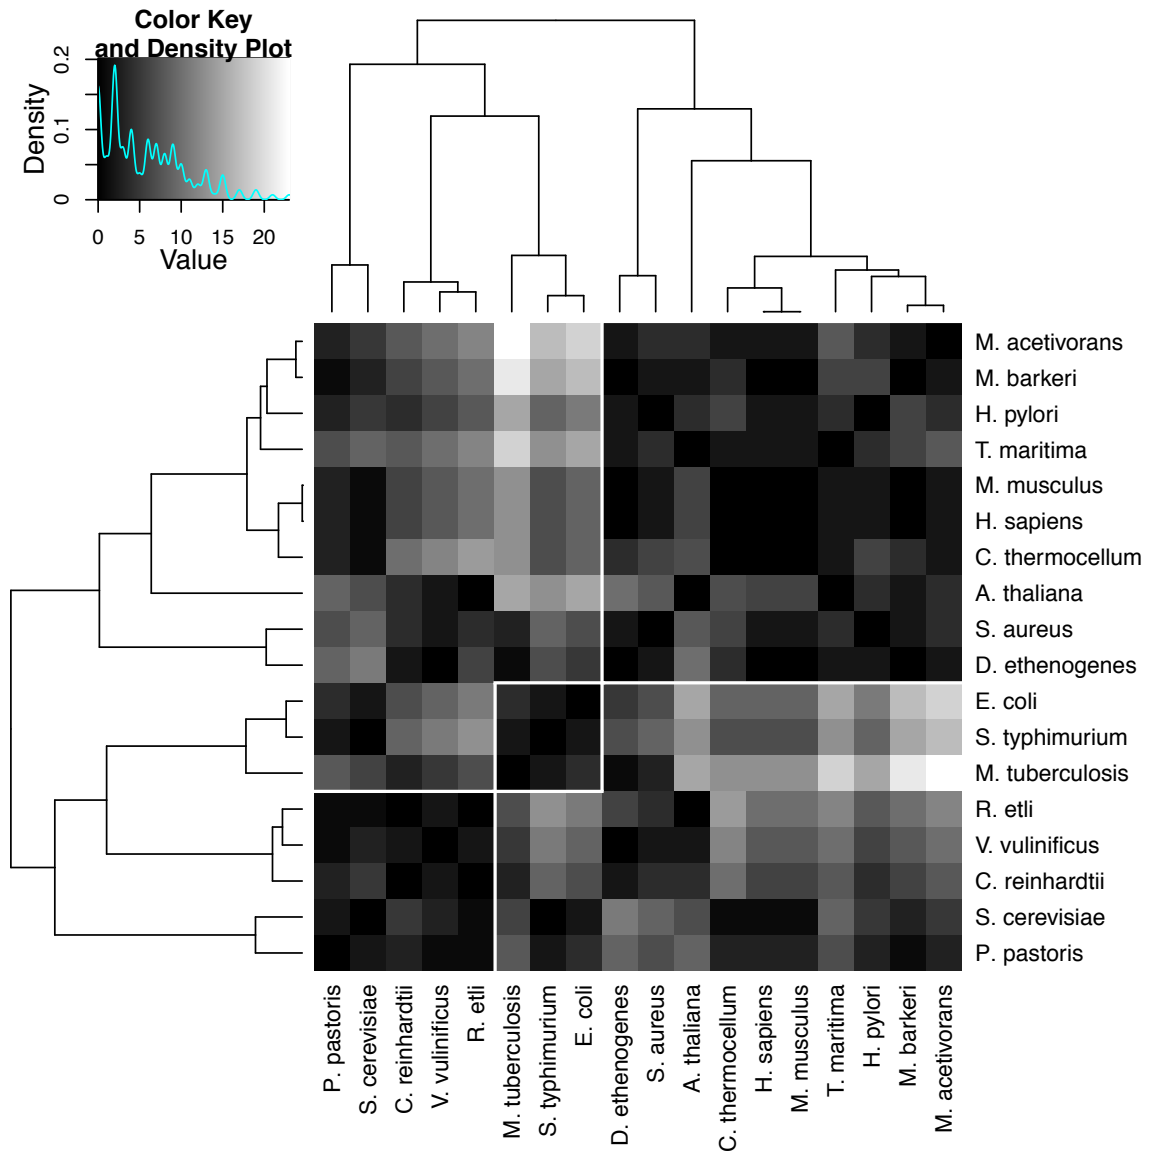 Color Key
and Density Plot
Density
0
0.1
0.2
0 5 10 15 20
Value
M. acetivorans
M. barkeri
H. pylori
T. maritima
M. musculus
H. sapiens
C. thermocellum
A. thaliana
S. aureus
D. ethenogenes
E. coli
S. typhimurium
M. tuberculosis
R. etli
V. vulinificus
C. reinhardtii
S. cerevisiae
P. pastoris
P. pastoris
S. cerevisiae
C. reinhardtii
V. vulinificus
R. etli
M. tuberculosis
S. typhimurium
E. coli
D. ethenogenes
S. aureus
A. thaliana
C. thermocellum
H. sapiens
M. musculus
T. maritima
H. pylori
M. barkeri
M. acetivorans